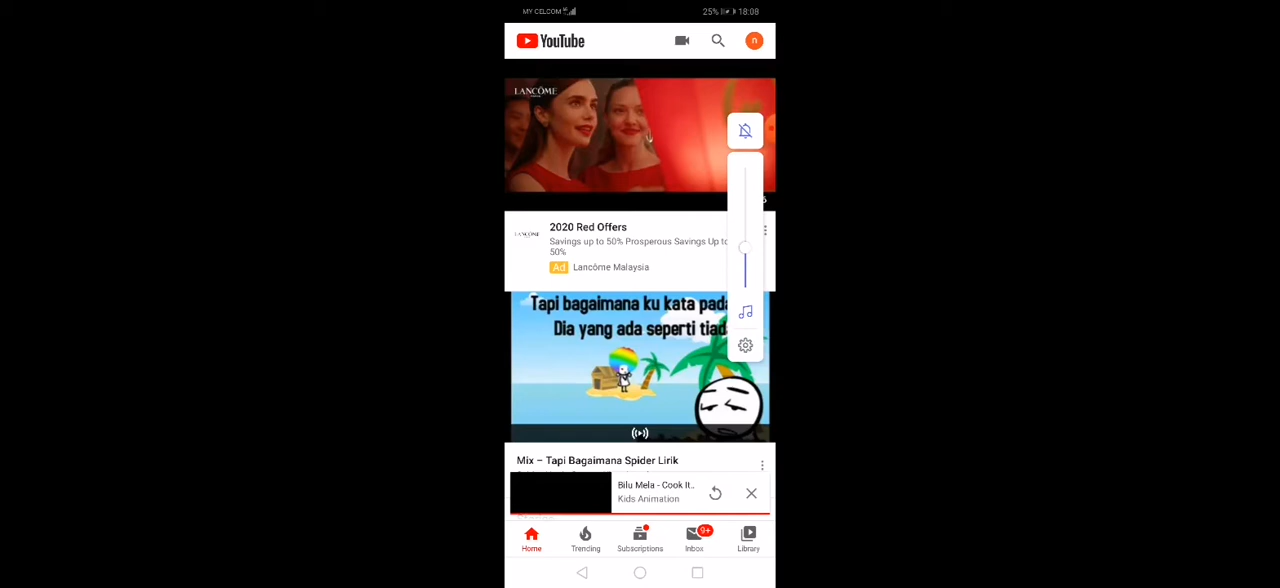 MY CELCOM
25% 18:08
YouTube
n
LANCÔME
2020 Red Offers
LANCÔME
Savings up to 50% Prosperous Savings Up to
50%
Ad Lancôme Malaysia
Tapi bagaimana ku kata pada
Dia yang ada seperti tiada
Mix – Tapi Bagaimana Spider Lirik
Bilu Mela - Cook It..
Kids Animation
9+
Home Trending Subscriptions Inbox Library